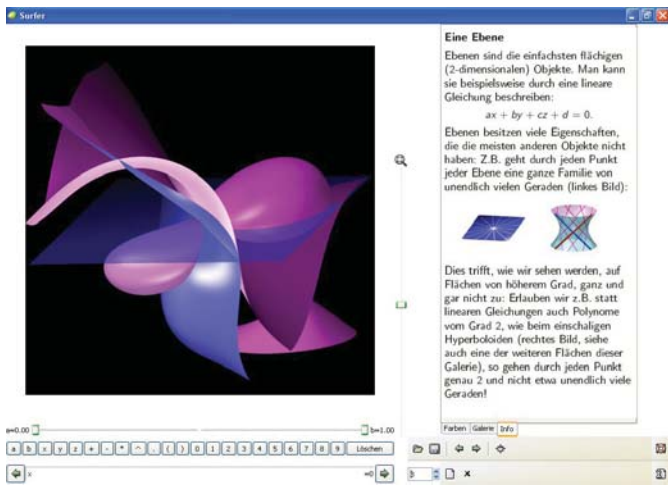 Surfer
Eine Ebene
Ebenen sind die einfachsten flächigen
(2-dimensionalen) Objekte. Man kann
sie beispielsweise durch eine lineare
Gleichung beschreiben:
ax + by + cz + d = 0.
Ebenen besitzen viele Eigenschaften,
die die meisten anderen Objekte nicht
haben: Z.B. geht durch jeden Punkt
jeder Ebene eine ganze Familie von
unendlich vielen Geraden (linkes Bild):
Dies trifft, wie wir sehen werden, auf
Flächen von höherem Grad, ganz und
gar nicht zu: Erlauben wir z.B. statt
linearen Gleichungen auch Polynome
vom Grad 2, wie beim einschaligen
Hyperboloiden (rechtes Bild, siehe
auch eine der weiteren Flächen dieser
Galerie), so gehen durch jeden Punkt
genau 2 und nicht etwa unendlich viele
Geraden!
Farben Galerie Info
a=0.00 b=1.00
a b x y z + - * ^ . ( ) 0 1 2 3 4 5 6 7 8 9 Löschen
x =0